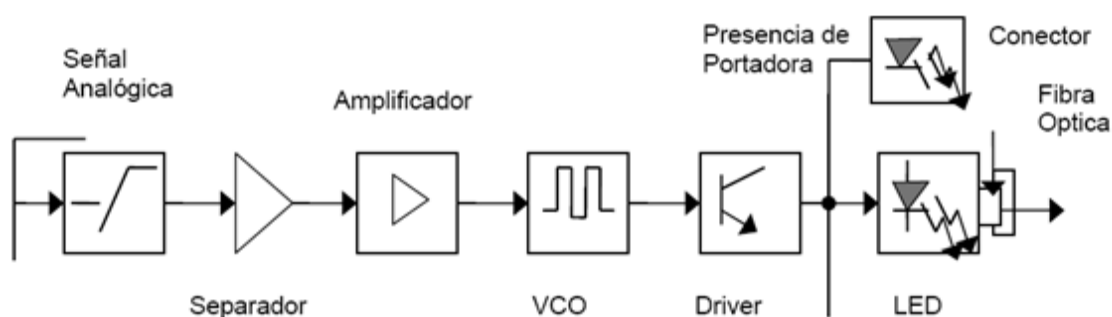 Señal
Analógica
Amplificador
Presencia de
Portadora
Conector
Fibra
Optica
Separador
VCO
Driver
LED